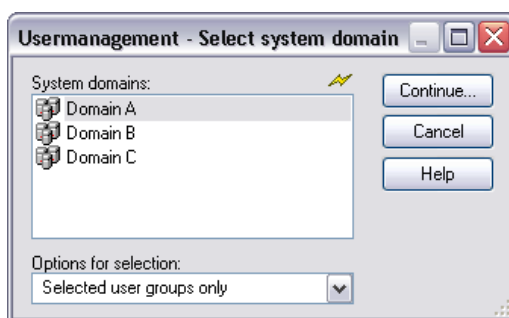 Usermanagement - Select system domain
System domains:
Domain A
Domain B
Domain C
Continue...
Cancel
Help
Options for selection:
Selected user groups only